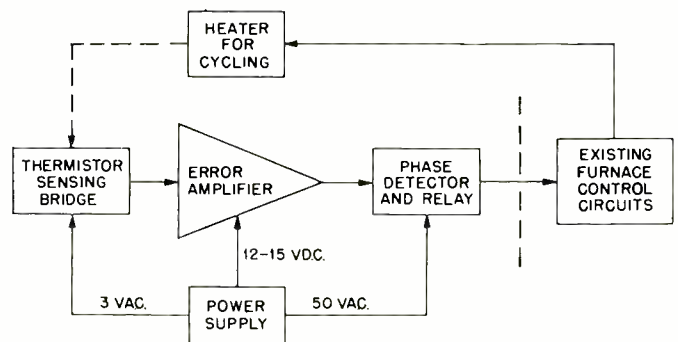 HEATER
FOR
CYCLING
THERMISTOR
SENSING
BRIDGE
ERROR
AMPLIFIER
PHASE
DETECTOR
AND RELAY
EXISTING
FURNACE
CONTROL
CIRCUITS
12-15 V.D.C.
3 VAC.
POWER
SUPPLY
50 VAC.